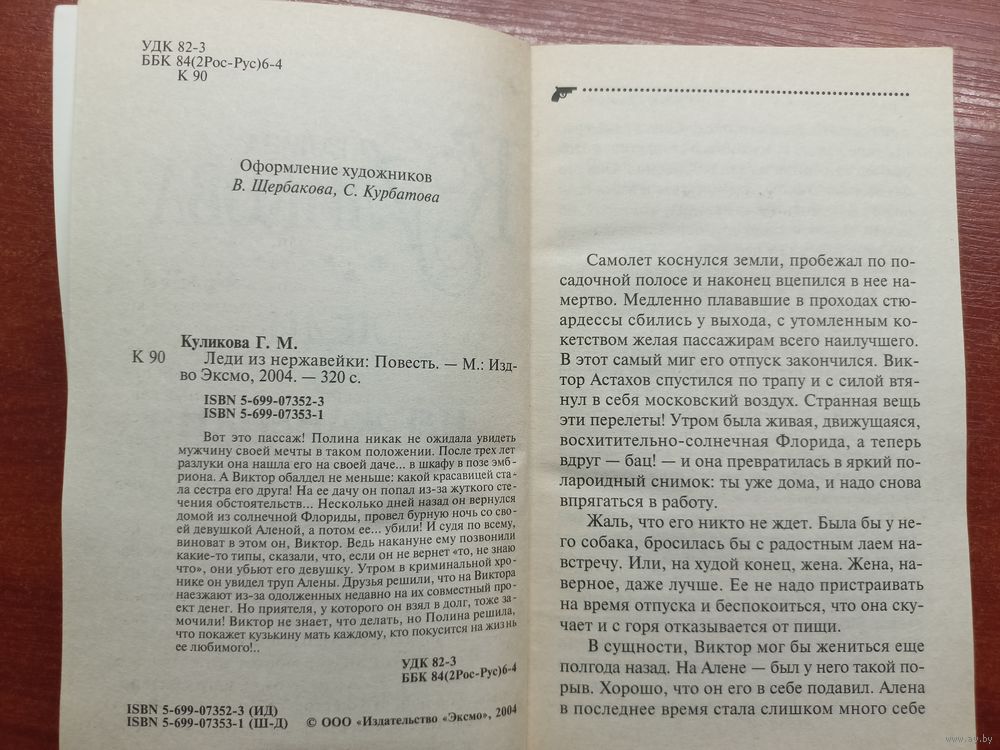 УДК 82-3
ББК 84(2Рос-Рус)6-4
К 90
Оформление художников
В. Щербакова, С. Курбатова
Куликова Г. М.
К 90 Леди из нержавейки: Повесть. — М.: Изд-
во Эксмо, 2004. — 320 с.
ISBN 5-699-07352-3
ISBN 5-699-07353-1
Вот это пассаж! Полина никак не ожидала увидеть
мужчину своей мечты в таком положении. После трех лет
разлуки она нашла его на своей даче... в шкафу в позе эмб-
риона. А Виктор обалдел не меньше: какой красавицей ста-
ла сестра его друга! На ее дачу он попал из-за жуткого сте-
чения обстоятельств... Несколько дней назад он вернулся
домой из солнечной Флориды, провел бурную ночь со сво-
ей девушкой Аленой, а потом ее... убили! И судя по всему,
виноват в этом он, Виктор. Ведь накануне ему позвонили
какие-то типы, сказали, что, если он не вернет «то, не знаю
что», они убьют его девушку. Утром в криминальной хро-
нике он увидел труп Алены. Друзья решили, что на Виктора
наезжают из-за одолженных недавно на их совместный про-
ект денег. Но приятеля, у которого он взял в долг, тоже за-
мочили! Виктор не знает, что делать, но Полина решила,
что покажет кузькину мать каждому, кто покусится на жизнь
ее любимого!..
УДК 82-3
ББК 84(2Рос-Рус)6-4
ISBN 5-699-07352-3 (ИД)
ISBN 5-699-07353-1 (Ш-Д) © ООО «Издательство «Эксмо», 2004
Самолет коснулся земли, пробежал по по-
садочной полосе и наконец вцепился в нее на-
мертво. Медленно плававшие в проходах стю-
ардессы сбились у выхода, с утомленным ко-
кетством желая пассажирам всего наилучшего.
В этот самый миг его отпуск закончился. Вик-
тор Астахов спустился по трапу и с силой втя-
нул в себя московский воздух. Странная вещь
эти перелеты! Утром была живая, движущаяся,
восхитительно-солнечная Флорида, а теперь
вдруг — бац! — и она превратилась в яркий по-
лароидный снимок: ты уже дома, и надо снова
впрягаться в работу.
Жаль, что его никто не ждет. Была бы у не-
го собака, бросилась бы с радостным лаем на-
встречу. Или, на худой конец, жена. Жена, на-
верное, даже лучше. Ее не надо пристраивать
на время отпуска и беспокоиться, что она ску-
чает и с горя отказывается от пищи.
В сущности, Виктор мог бы жениться еще
полгода назад. На Алене — был у него такой по-
рыв. Хорошо, что он его в себе подавил. Алена
в последнее время стала слишком много себе
www.ay.by